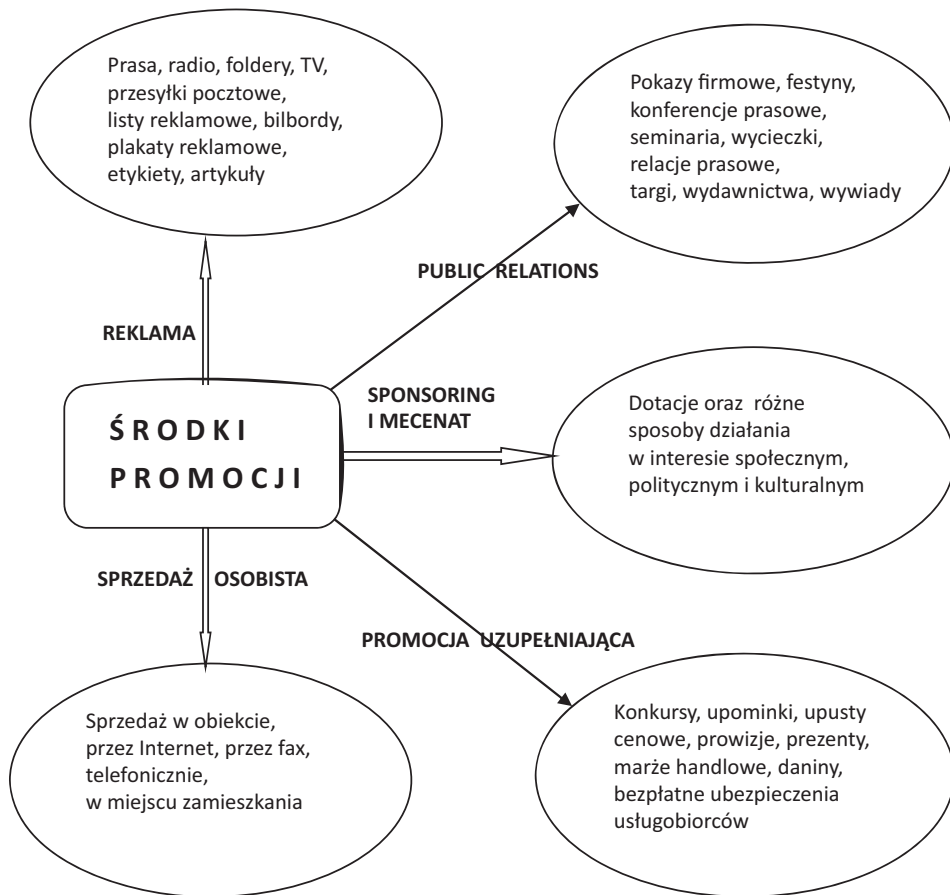 Prasa, radio, foldery, TV,
przesyłki pocztowe,
listy reklamowe, bilbordy,
plakaty reklamowe,
etykiety, artykuły
Pokazy firmowe, festyny,
konferencje prasowe,
seminaria, wycieczki,
relacje prasowe,
targi, wydawnictwa, wywiady
PUBLIC RELATIONS
REKLAMA
ŚRODKI
PROMOCJI
SPONSORING
I MECENAT
Dotacje oraz różne
sposoby działania
w interesie społecznym,
politycznym i kulturalnym
SPRZEDAŻ OSOBISTA
PROMOCJA UZUPEŁNIAJĄCA
Sprzedaż w obiekcie,
przez Internet, przez fax,
telefonicznie,
w miejscu zamieszkania
Konkursy, upominki, upusty
cenowe, prowizje, prezenty,
marże handlowe, daniny,
bezpłatne ubezpieczenia
usługobiorców